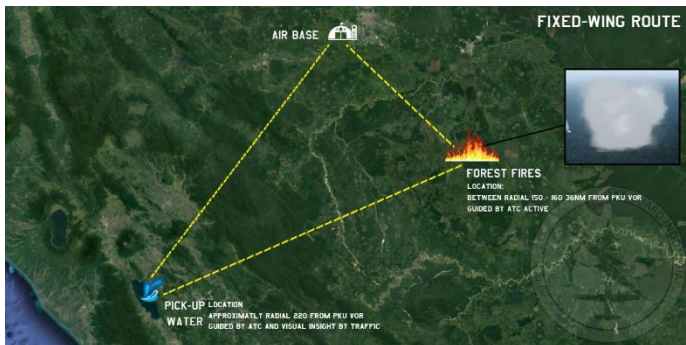 FIXED-WING ROUTE
AIR BASE
FOREST FIRES
LOCATION:
BETWEEN RADIAL 150 - 160 36NM FROM PKU VOR
GUIDED BY ATC ACTIVE
PICK-UP WATER
LOCATION
APPROXIMATLY RADIAL 220 FROM PKU VOR
GUIDED BY ATC AND VISUAL INSIGHT BY TRAFFIC